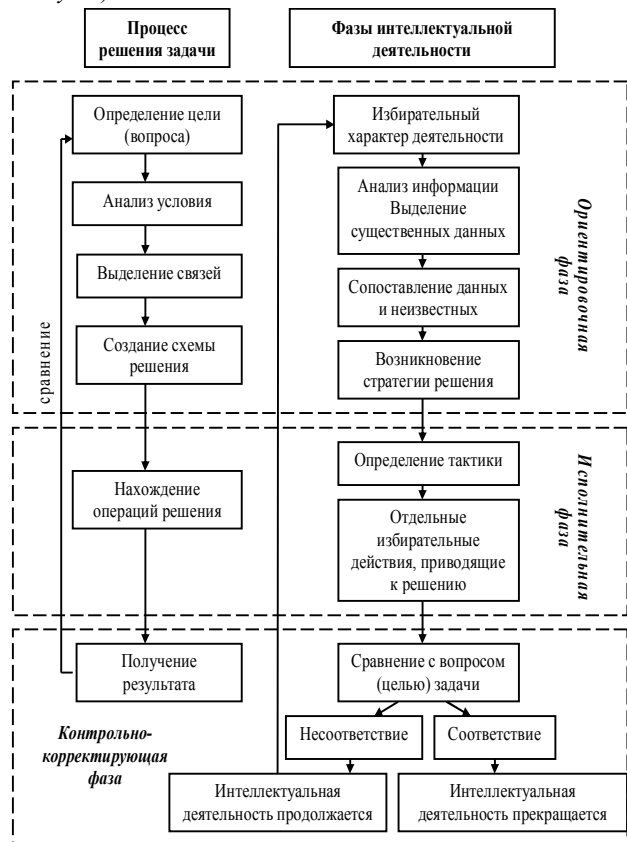 Процесс
решения задачи
Фазы интеллектуальной
деятельности
Определение цели
(вопроса)
Анализ условия
Выделение связей
Создание схемы
решения
сравнение
Избирательный
характер деятельности
Анализ информации
Выделение
существенных данных
Сопоставление данных
и неизвестных
Возникновение
стратегии решения
Ориентировочная
фаза
Нахождение
операций решения
Определение тактики
Отдельные
избирательные
действия, приводящие
к решению
Исполнительная
фаза
Получение
результата
Сравнение с вопросом
(целью) задачи
Несоответствие
Соответствие
Контрольно-
корректирующая
фаза
Интеллектуальная
деятельность продолжается
Интеллектуальная
деятельность прекращается